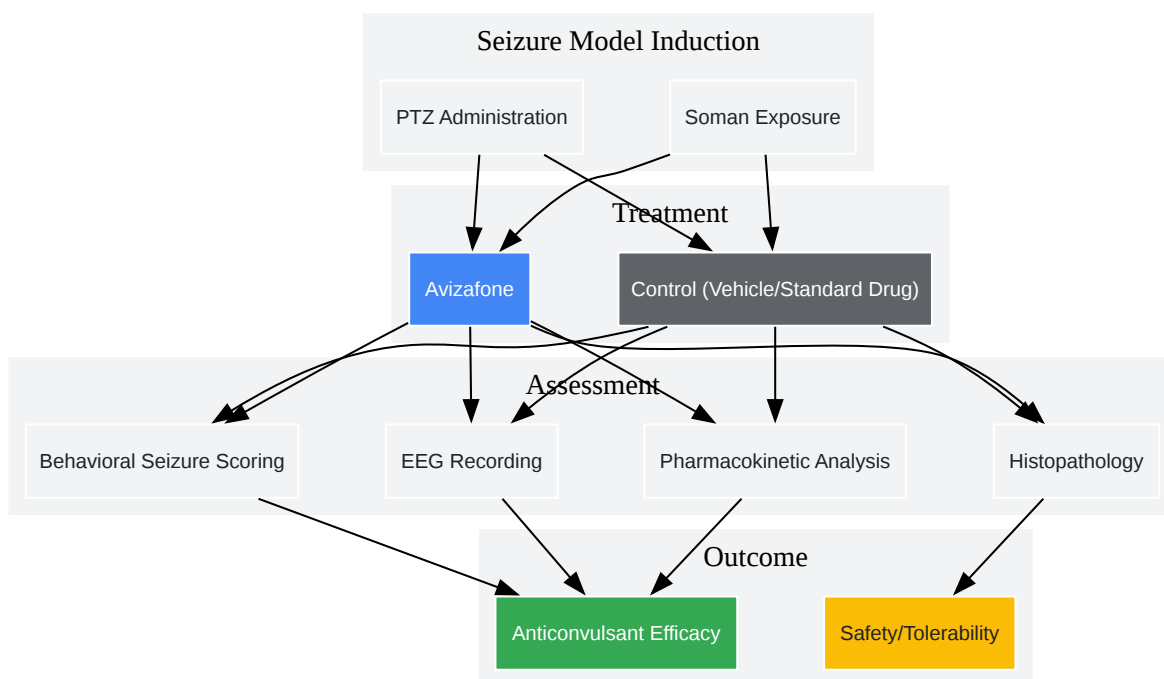 Seizure Model Induction
PTZ Administration
Soman Exposure
Treatment
Avizafone
Control (Vehicle/Standard Drug)
Assessment
Behavioral Seizure Scoring
EEG Recording
Pharmacokinetic Analysis
Histopathology
Outcome
Anticonvulsant Efficacy
Safety/Tolerability